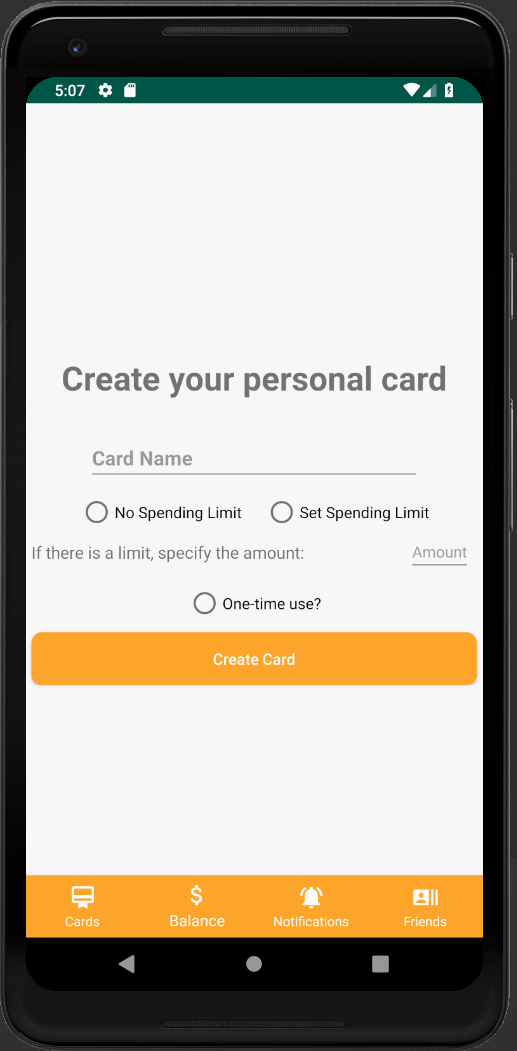 5:07
Create your personal card
Card Name
No Spending Limit Set Spending Limit
If there is a limit, specify the amount: Amount
One-time use?
Create Card
Cards Balance Notifications Friends